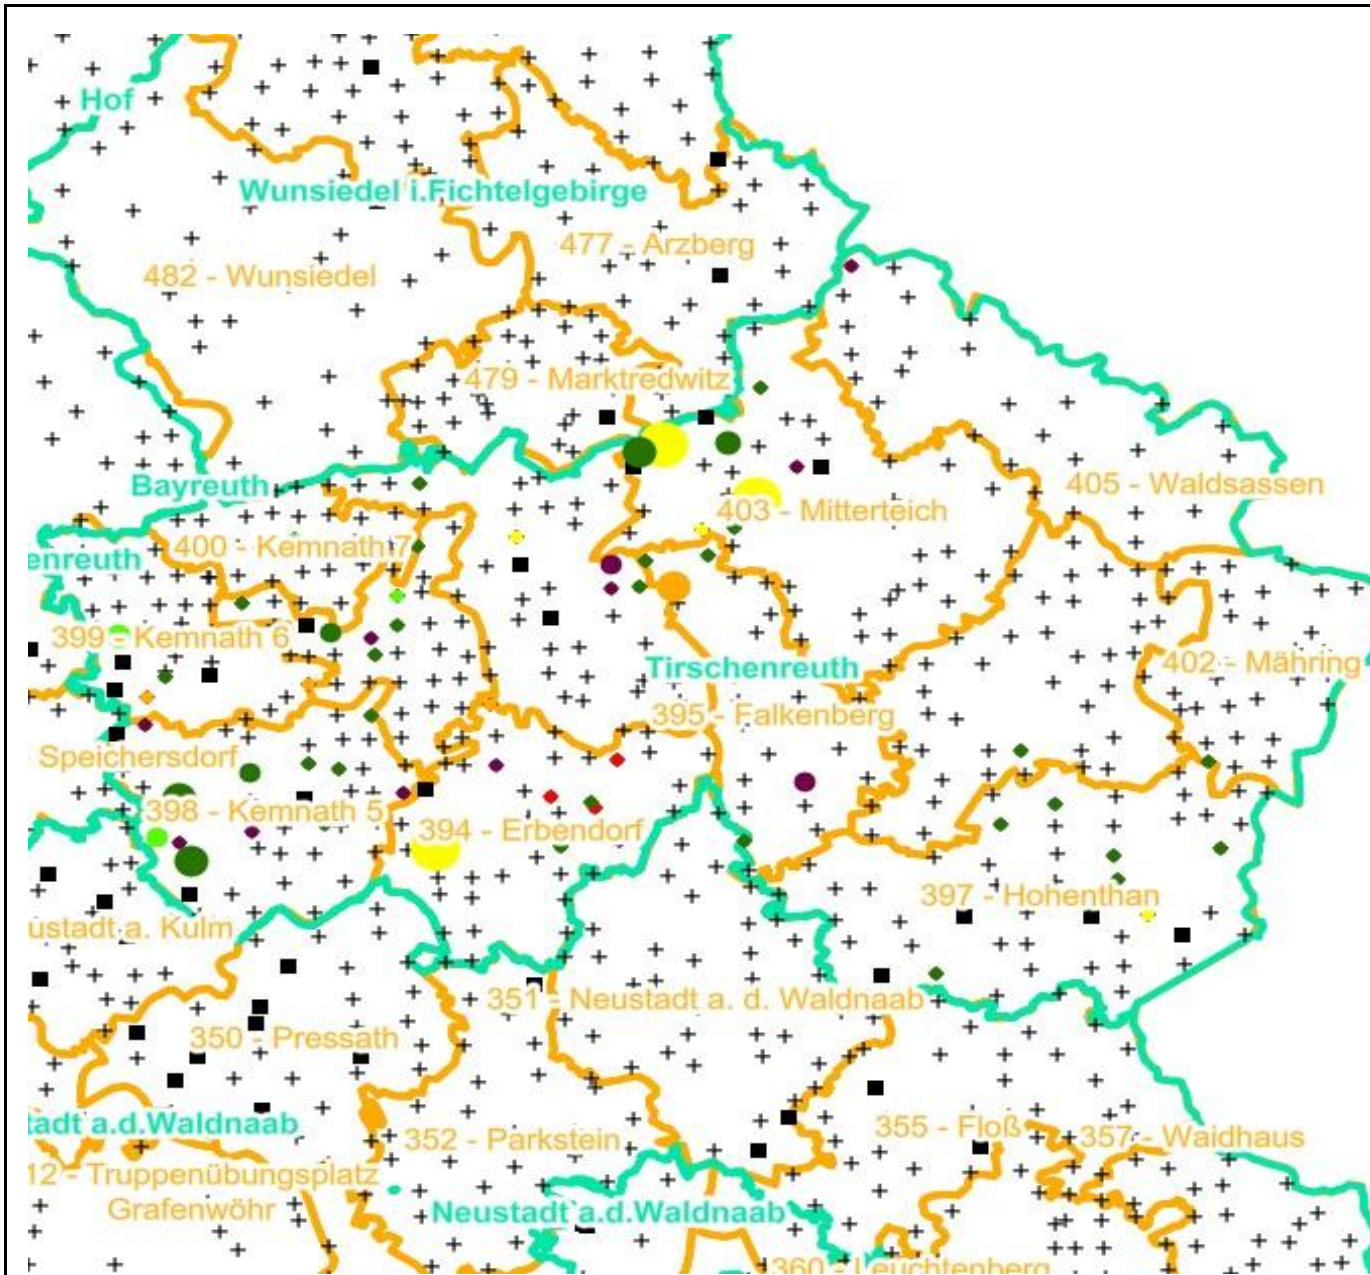 Hof
Wunsiedel i.Fichtelgebirge
477 - Arzberg
482 - Wunsiedel
479 - Marktredwitz
Bayreuth
405 - Waldsassen
403 - Mitterteich
400 - Kemnath 7
enreuth
399 - Kemnath 6
Tirschenreuth
402 - Mähring
395 - Falkenberg
Speichersdorf
398 - Kemnath 5
394 - Erbendorf
397 - Hohenthan
ustadt a. Kulm
351 - Neustadt a. d. Waldnaab
350 - Pressath
tadt a.d.Waldnaab
352 - Parkstein
355 - Floß
357 - Waidhaus
12 - Truppenübungsplatz
Grafenwöhr
Neustadt a.d.Waldnaab
360 - Leuchtenberg